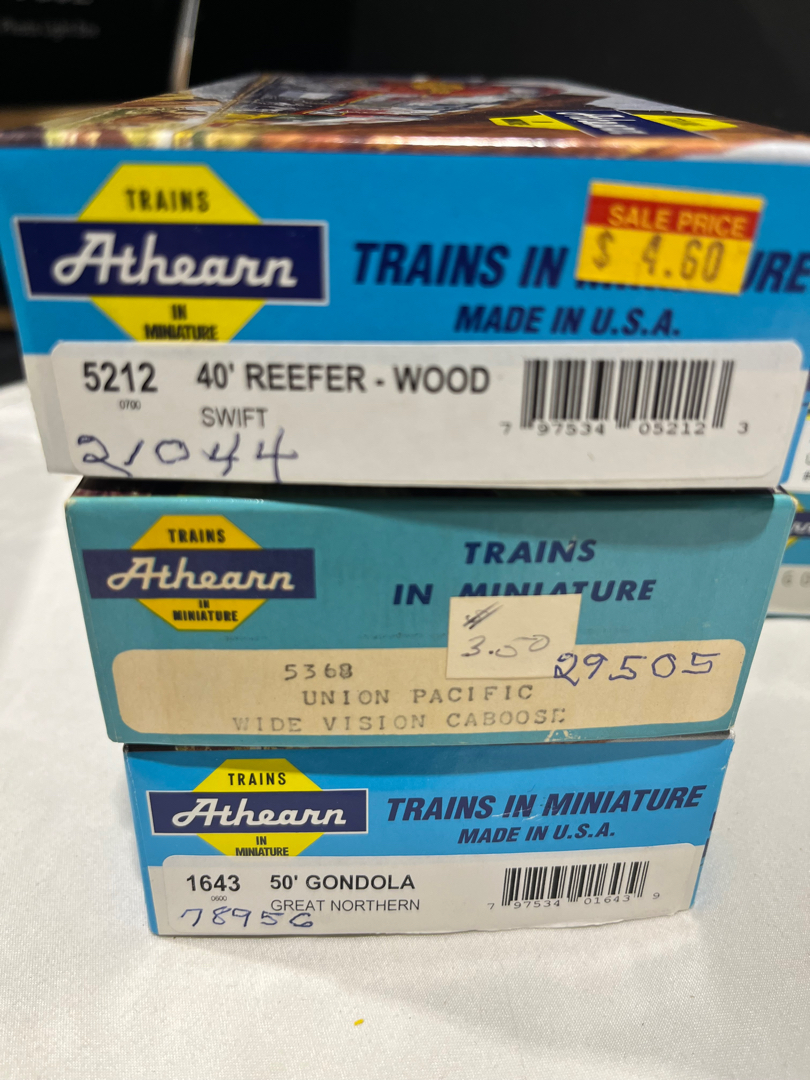 Athearn
TRAINS
Athearn
IN
MINIATURE
TRAINS IN
MADE IN U.S.A.
SALE PRICE
$ 4.60
5212 40' REEFER - WOOD
0700
SWIFT
21044
7 97534 05212 3
TRAINS
Athearn
IN
MINIATURE
TRAINS
IN MINIATURE
$
3.50
5368
29505
UNION PACIFIC
WIDE VISION CABOOSE
TRAINS
Athearn
IN
MINIATURE
TRAINS IN MINIATURE
MADE IN U.S.A.
1643 50' GONDOLA
0600
GREAT NORTHERN
78956
7 97534 01643 9